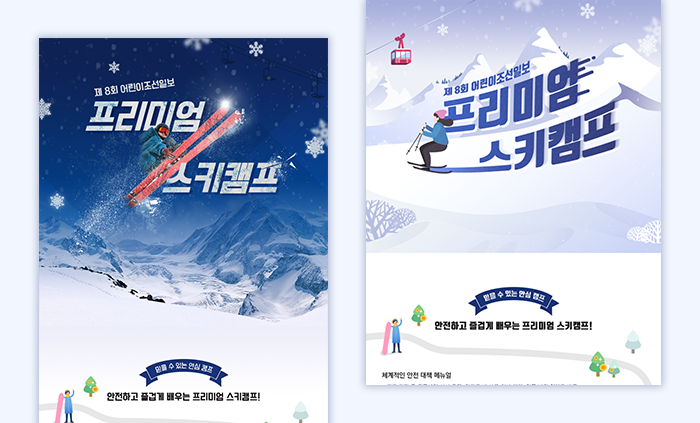 제 8회 어린이조선일보
프리미엄
스키캠프
믿을 수 있는 안심 캠프
안전하고 즐겁게 배우는 프리미엄 스키캠프!
제 8회 어린이조선일보
프리미엄
스키캠프
믿을 수 있는 안심 캠프
안전하고 즐겁게 배우는 프리미엄 스키캠프!
체계적인 안전 대책 메뉴얼